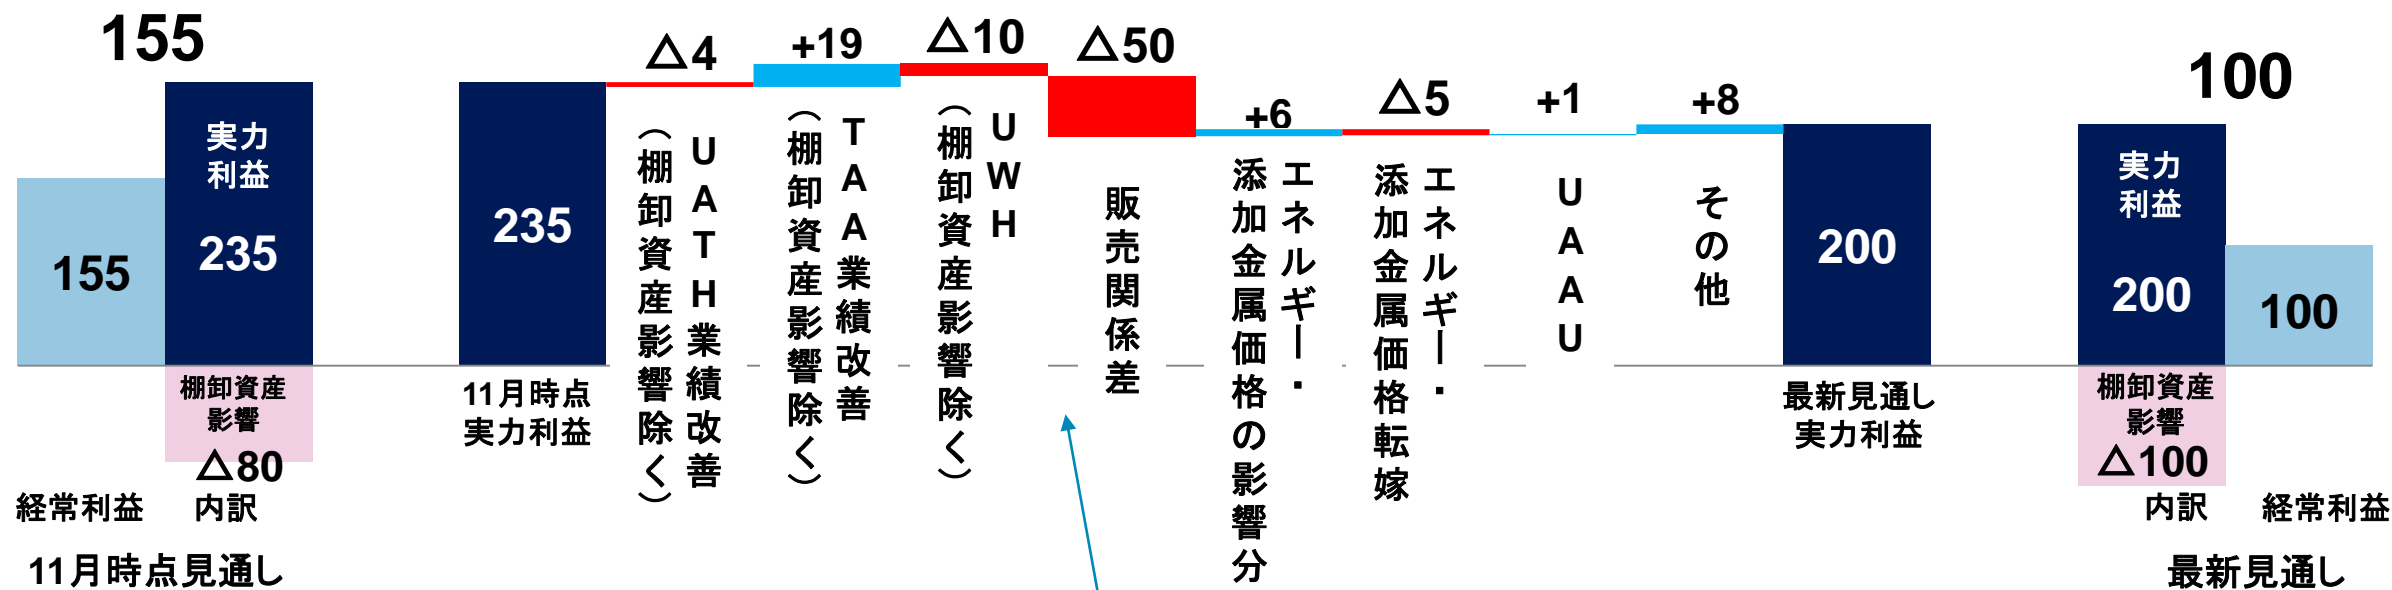 155
155
実力
利益
235
棚卸資産
影響
△80
経常利益
内訳
11月時点見通し
235
11月時点
実力利益
△4
UATH業績改善
（棚卸資産影響除く）
+19
TAA業績改善
（棚卸資産影響除く）
△10
UWH
（棚卸資産影響除く）
△50
販売関係差
+6
エネルギー・
添加金属価格の影響分
△5
エネルギー・
添加金属価格転嫁
+1
UAAU
+8
その他
200
最新見通し
実力利益
100
実力
利益
200
100
棚卸資産
影響
△100
内訳
経常利益
最新見通し